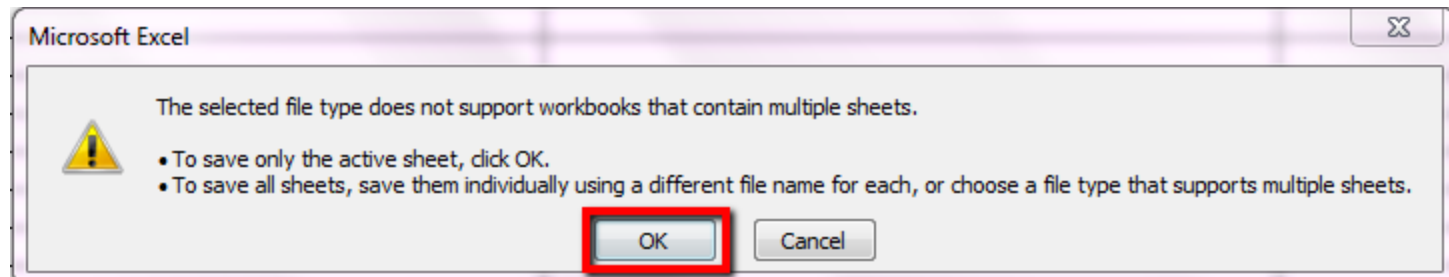 Microsoft Excel
The selected file type does not support workbooks that contain multiple sheets.
• To save only the active sheet, click OK.
• To save all sheets, save them individually using a different file name for each, or choose a file type that supports multiple sheets.
OK Cancel